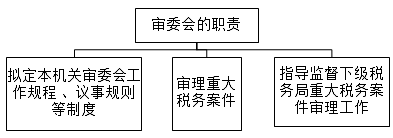 审委会的职责
拟定本机关审委会工
作规程、议事规则
等制度
审理重大
税务案件
指导监督下级税
务局重大税务案
件审理工作